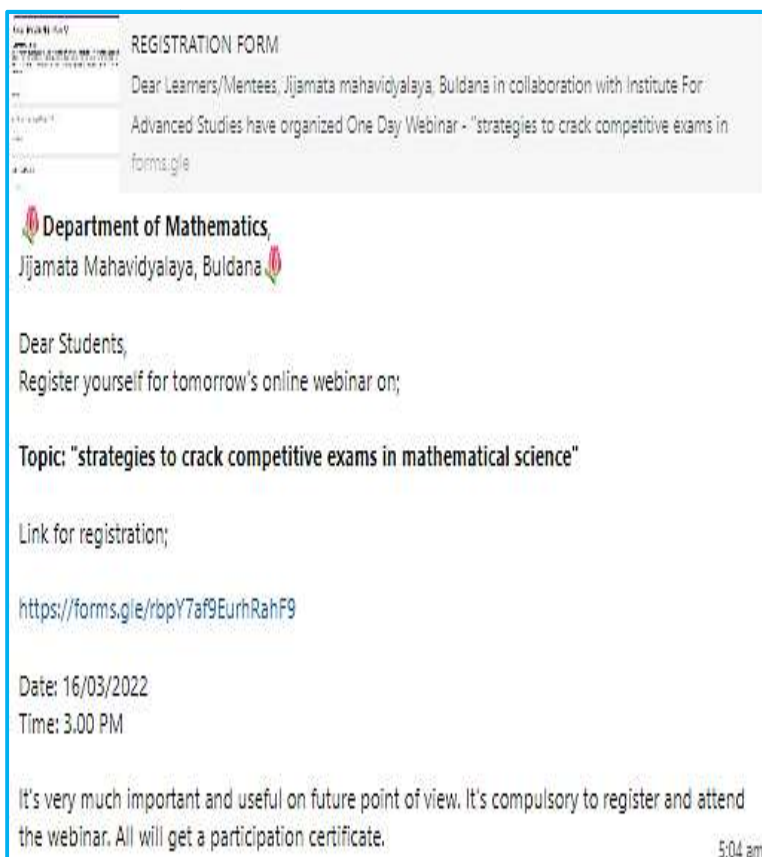 REGISTRATION FORM
Dear Learners/Mentees, Jijamata mahavidyalaya, Buldana in collaboration with Institute For
Advanced Studies have organized One Day Webinar - "strategies to crack competitive exams in
forms.gle
Department of Mathematics,
Jijamata Mahavidyalaya, Buldana
Dear Students,
Register yourself for tomorrow's online webinar on;
Topic: "strategies to crack competitive exams in mathematical science"
Link for registration;
https://forms.gle/rbpY7af9EurhRahF9
Date: 16/03/2022
Time: 3.00 PM
It's very much important and useful on future point of view. It's compulsory to register and attend
the webinar. All will get a participation certificate.
5:04 am